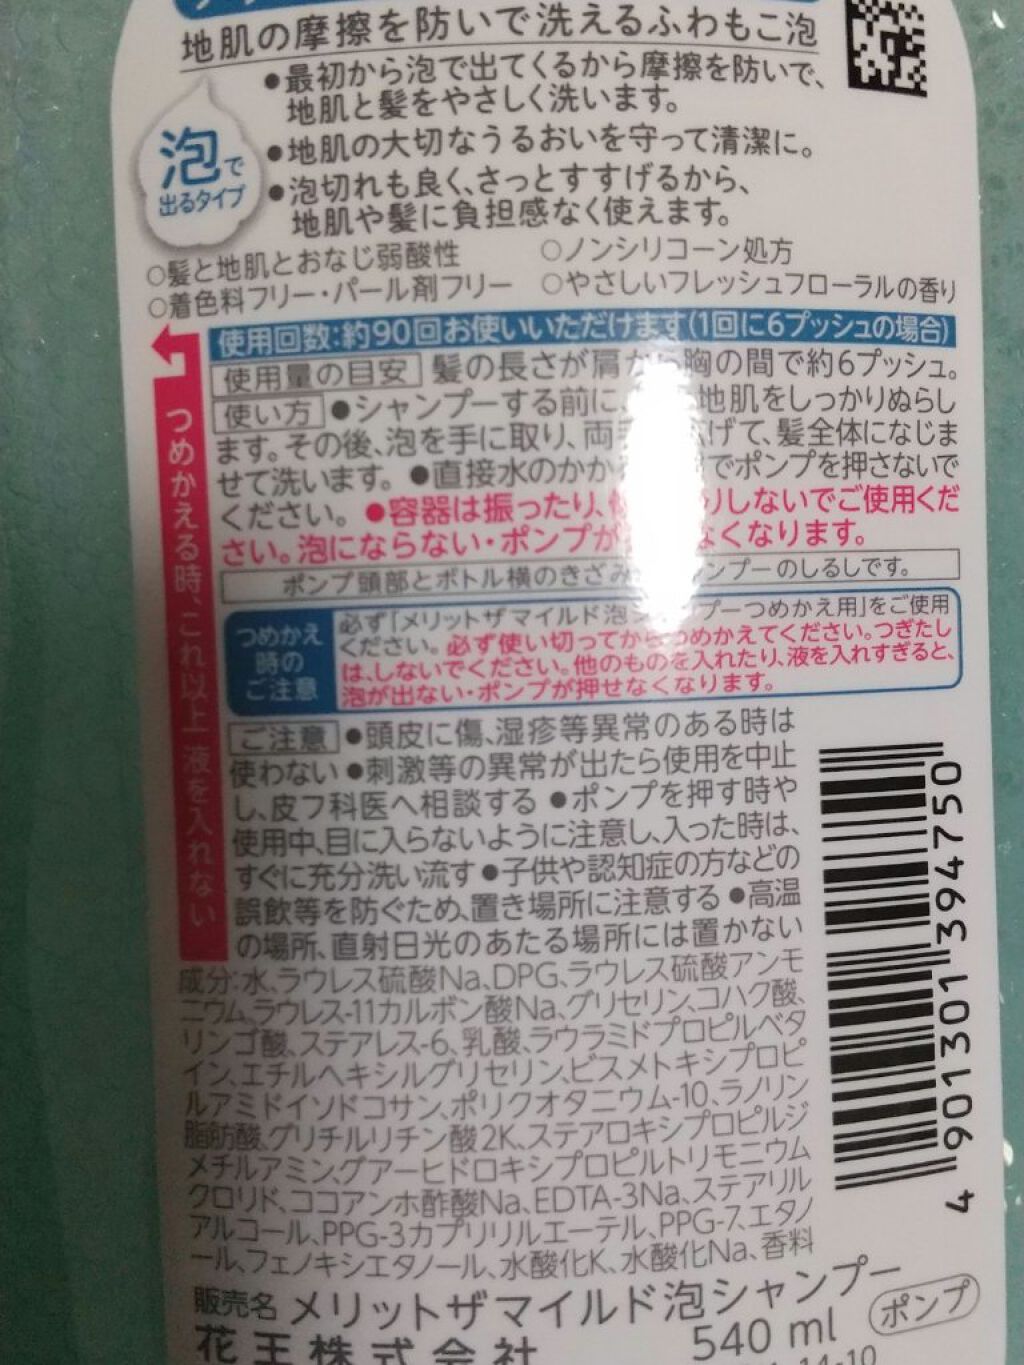 地肌の摩擦を防いで洗えるふわもこ泡
泡で
出るタイプ
●最初から泡で出てくるから摩擦を防いで、
地肌と髪をやさしく洗います。
●地肌の大切なうるおいを守って清潔に。
●泡切れも良く、さっとすすげるから、
地肌や髪に負担感なく使えます。
○髪と地肌とおなじ弱酸性 ○ノンシリコーン処方
○着色料フリー・パール剤フリー ○やさしいフレッシュフローラルの香り
使用回数:約90回お使いいただけます(1回に6プッシュの場合)
使用量の目安 髪の長さが肩から胸の間で約6プッシュ。
使い方 ●シャンプーする前に、 地肌をしっかりぬらし
ます。その後、泡を手に取り、両手 げて、髪全体になじま
せて洗います。 ●直接水のかか でポンプを押さないで
ください。 ●容器は振ったり、 りしないでご使用くだ
さい。泡にならない・ポンプが なくなります。
ポンプ頭部とボトル横のきざみ ンプーのしるしです。
つめかえ
時の
ご注意
必ず「メリットザマイルド泡シャンプーつめかえ用」をご使用
ください。必ず使い切ってからつめかえてください。つぎたし
は、しないでください。他のものを入れたり、液を入れすぎると、
泡が出ない・ポンプが押せなくなります。
つめかえる時、これ以上 液を入れない
ご注意 ●頭皮に傷、湿疹等異常のある時は
使わない ●刺激等の異常が出たら使用を中止
し、皮フ科医へ相談する ●ポンプを押す時や
使用中、目に入らないように注意し、入った時は、
すぐに充分洗い流す ●子供や認知症の方などの
誤飲等を防ぐため、置き場所に注意する ●高温
の場所、直射日光のあたる場所には置かない
成分:水、ラウレス硫酸Na、DPG、ラウレス硫酸アンモ
ニウム、ラウレス-11カルボン酸Na、グリセリン、コハク酸、
リンゴ酸、ステアレス-6、乳酸、ラウラミドプロピルベタ
イン、エチルヘキシルグリセリン、ビスメトキシプロピ
ルアミドイソドコサン、ポリクオタニウム-10、ラノリン
脂肪酸、グリチルリチン酸2K、ステアロキシプロピルジ
メチルアミン、グアーヒドロキシプロピルトリモニウム
クロリド、ココアンホ酢酸Na、EDTA-3Na、ステアリル
アルコール、PPG-3カプリリルエーテル、PPG-7、エタノ
ール、フェノキシエタノール、水酸化K、水酸化Na、香料
4 901301 394750
販売名 メリットザマイルド泡シャンプー
花王株式会社 540 ml ポンプ